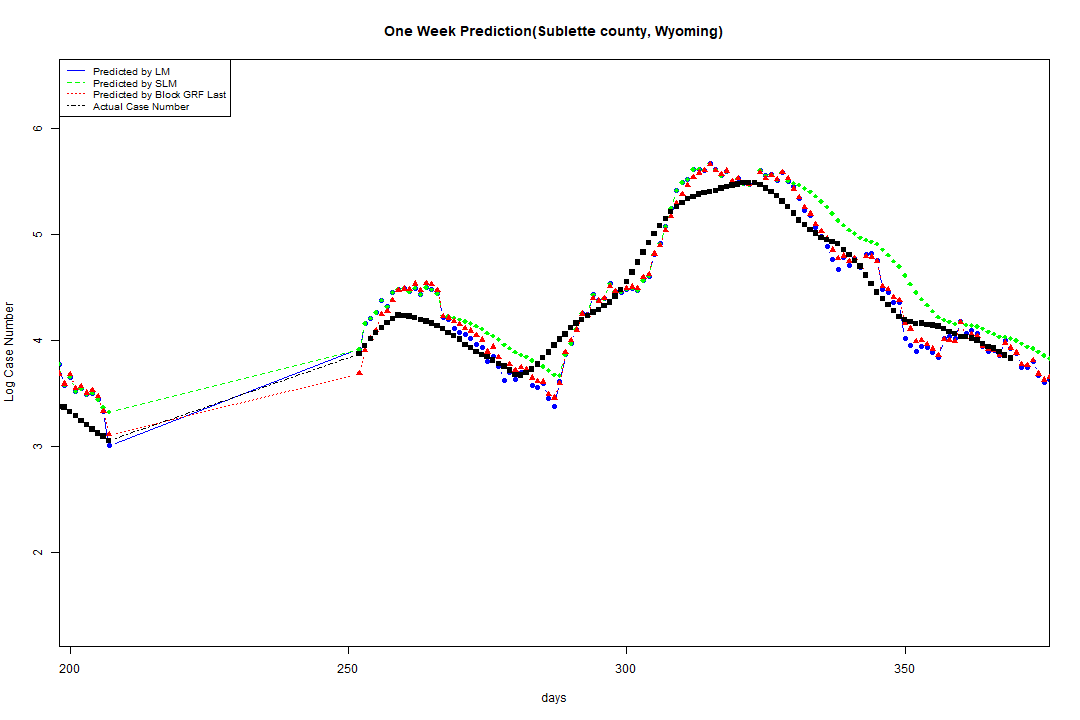 One Week Prediction(Sublette county, Wyoming)
Predicted by LM
Predicted by SLM
Predicted by Block GRF Last
Actual Case Number
Log Case Number
6
5
4
3
2
200
250
300
350
days